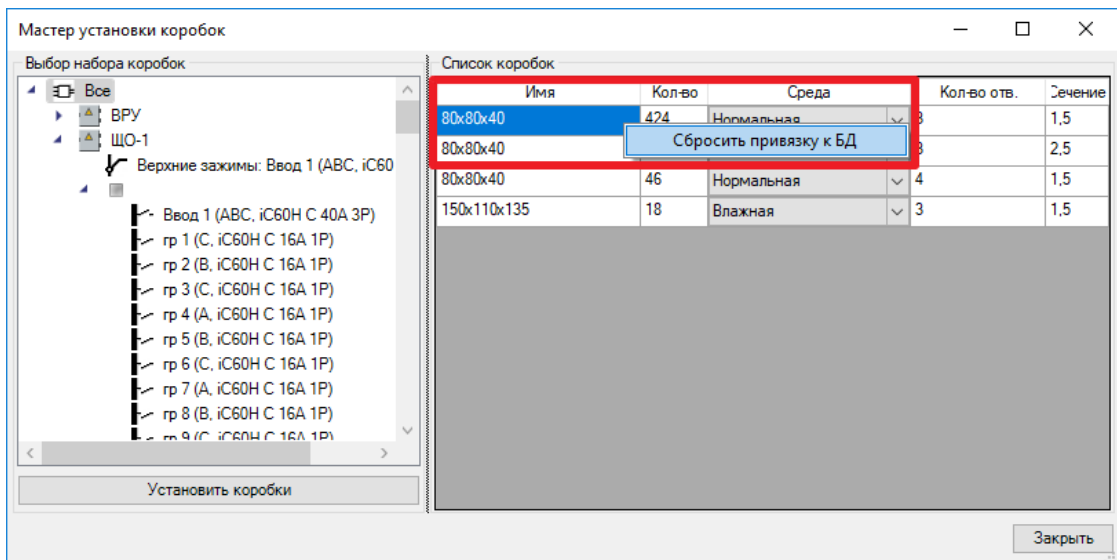 Мастер установки коробок
Выбор набора коробок
Все
ВРУ
ЩО-1
Верхние зажимы: Ввод 1 (ABC, iC60
Ввод 1 (ABC, iC60H C 40A 3P)
гр 1 (C, iC60H C 16A 1P)
гр 2 (B, iC60H C 16A 1P)
гр 3 (C, iC60H C 16A 1P)
гр 4 (A, iC60H C 16A 1P)
гр 5 (B, iC60H C 16A 1P)
гр 6 (C, iC60H C 16A 1P)
гр 7 (A, iC60H C 16A 1P)
гр 8 (B, iC60H C 16A 1P)
гр 9 (C, iC60H C 16A 1P)
Установить коробки
Список коробок
Имя Кол-во Среда Кол-во отв. Сечение
80x80x40 424 Нормальная 3 1,5
Сбросить привязку к БД
80x80x40 3 2,5
80x80x40 46 Нормальная 4 1,5
150x110x135 18 Влажная 3 1,5
Закрыть